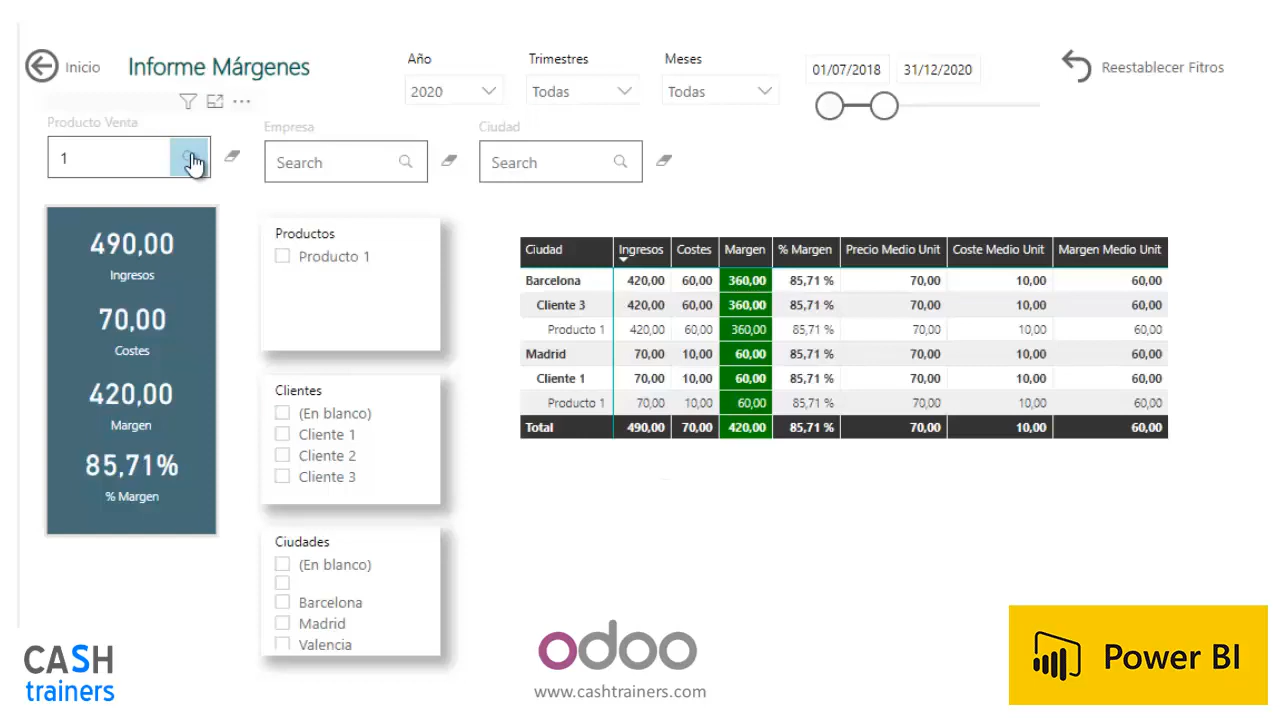 Inicio
Informe Márgenes
Año
2020
Trimestres
Todas
Meses
Todas
01/07/2018
31/12/2020
Reestablecer Fitros
Producto Venta
1
Empresa
Search
Ciudad
Search
490,00
Ingresos
70,00
Costes
420,00
Margen
85,71%
% Margen
Productos
Producto 1
Clientes
(En blanco)
Cliente 1
Cliente 2
Cliente 3
Ciudades
(En blanco)
Barcelona
Madrid
Valencia
Ciudad Ingresos Costes Margen % Margen Precio Medio Unit Coste Medio Unit Margen Medio Unit
Barcelona 420,00 60,00 360,00 85,71 % 70,00 10,00 60,00
Cliente 3 420,00 60,00 360,00 85,71 % 70,00 10,00 60,00
Producto 1 420,00 60,00 360,00 85,71 % 70,00 10,00 60,00
Madrid 70,00 10,00 60,00 85,71 % 70,00 10,00 60,00
Cliente 1 70,00 10,00 60,00 85,71 % 70,00 10,00 60,00
Producto 1 70,00 10,00 60,00 85,71 % 70,00 10,00 60,00
Total 490,00 70,00 420,00 85,71 % 70,00 10,00 60,00
CASH
trainers
odoo
www.cashtrainers.com
Power BI